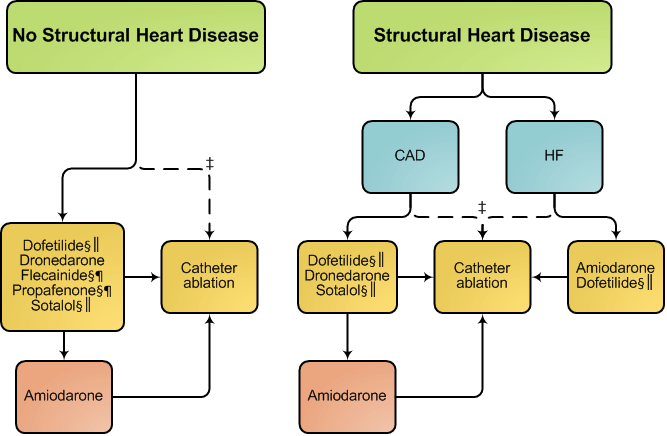 No Structural Heart Disease
‡
Dofetilide§‖
Dronedarone
Flecainide§¶
Propafenone§¶
Sotalol§‖
Catheter
ablation
Amiodarone
Structural Heart Disease
CAD
HF
‡
Dofetilide§‖
Dronedarone
Sotalol§‖
Catheter
ablation
Amiodarone
Dofetilide§‖
Amiodarone